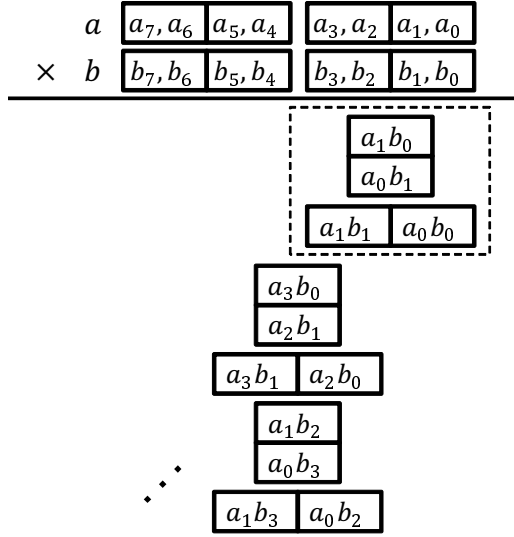 a a₇, a₆ a₅, a₄ a₃, a₂ a₁, a₀
× b b₇, b₆ b₅, b₄ b₃, b₂ b₁, b₀
a₁b₀
a₀b₁
a₁b₁ a₀b₀
a₃b₀
a₂b₁
a₃b₁ a₂b₀
a₁b₂
a₀b₃
a₁b₃ a₀b₂